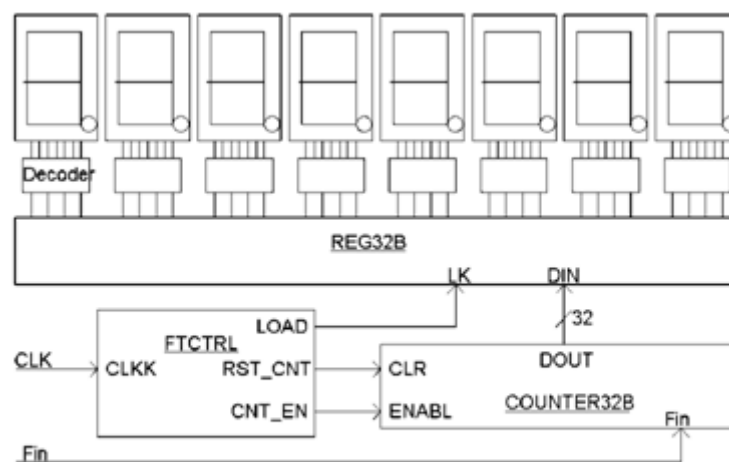 Decoder
REG32B
LK DIN
32
LOAD
FTCTRL
DOUT
CLK CLKK RST_CNT CLR
CNT_EN ENABL COUNTER32B
Fin
Fin